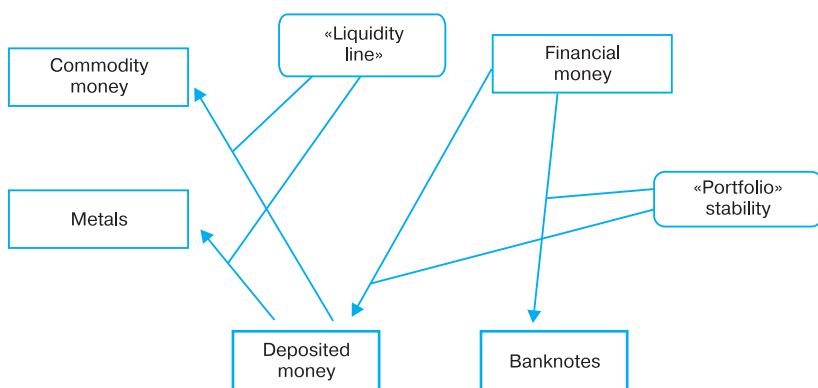 Commodity
money
«Liquidity
line»
Financial
money
Metals
«Portfolio»
stability
Deposited
money
Banknotes